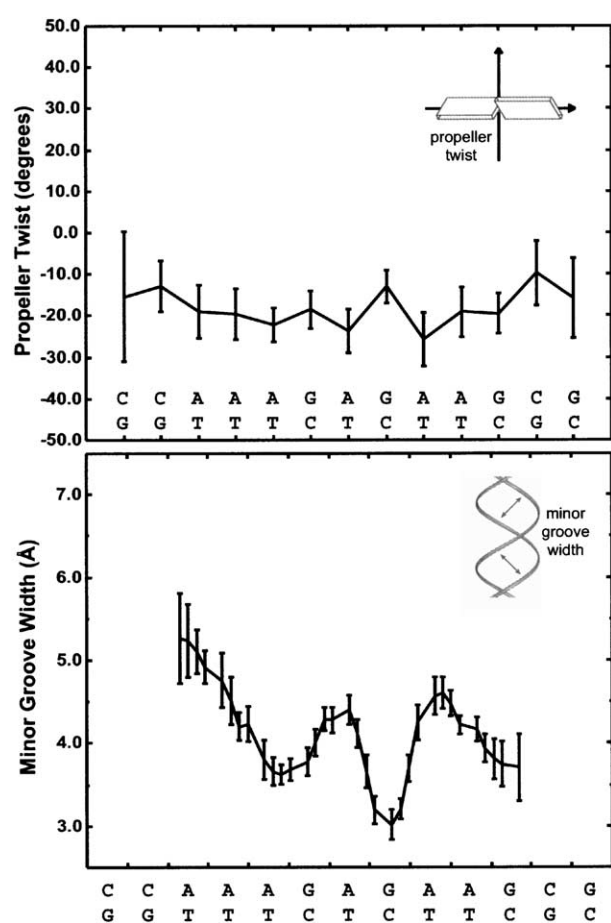 50.0
40.0
30.0
20.0
10.0
0.0
-10.0
-20.0
-30.0
-40.0
-50.0
Propeller Twist (degrees)
propeller
twist
C C A A A G A G A A G C G
G G T T T C T C T T C G C
7.0
6.0
5.0
4.0
3.0
Minor Groove Width (Å)
minor
groove
width
C C A A A G A G A A G C G
G G T T T C T C T T C G C